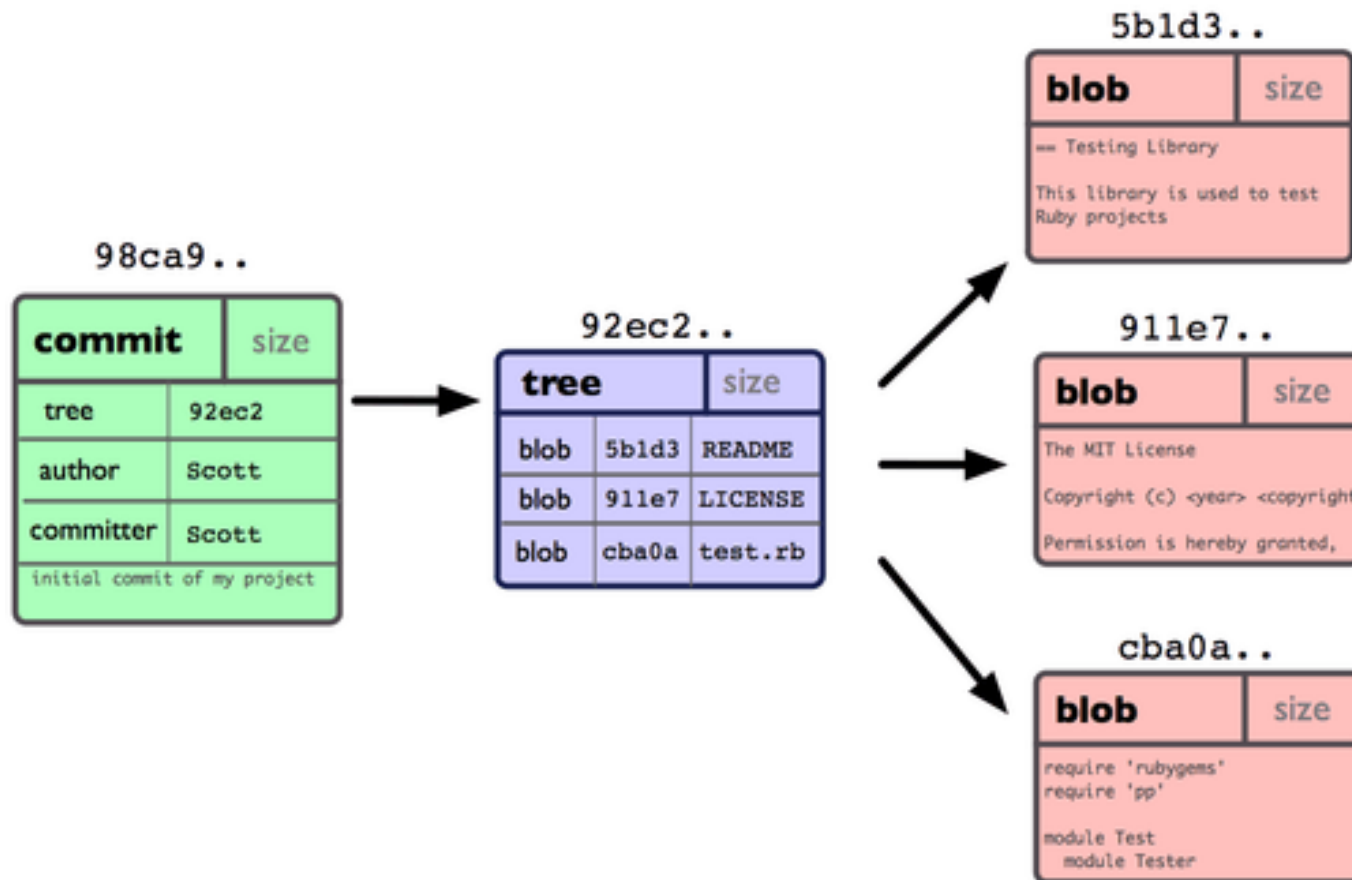 98ca9..
commit size
tree 92ec2
author Scott
committer Scott
initial commit of my project
92ec2..
tree size
blob 5b1d3 README
blob 911e7 LICENSE
blob cba0a test.rb
5b1d3..
blob size
== Testing Library
This library is used to test
Ruby projects
911e7..
blob size
The MIT License
Copyright (c) <year> <copyright
Permission is hereby granted,
cba0a..
blob size
require 'rubygems'
require 'pp'
module Test
module Tester